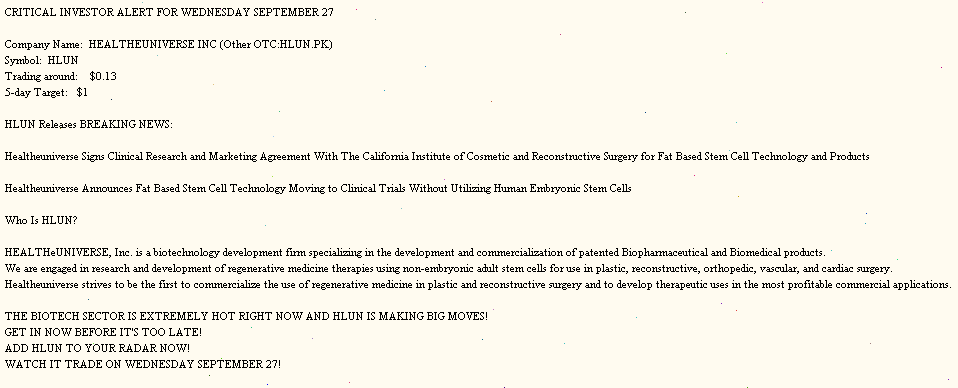 CRITICAL INVESTOR ALERT FOR WEDNESDAY SEPTEMBER 27
Company Name: HEALTHEUNIVERSE INC (Other OTC:HLUN.PK)
Symbol: HLUN
Trading around: $0.13
5-day Target: $1
HLUN Releases BREAKING NEWS:
Healtheuniverse Signs Clinical Research and Marketing Agreement With The California Institute of Cosmetic and Reconstructive Surgery for Fat Based Stem Cell Technology and Products
Healtheuniverse Announces Fat Based Stem Cell Technology Moving to Clinical Trials Without Utilizing Human Embryonic Stem Cells
Who Is HLUN?
HEALTHeUNIVERSE, Inc. is a biotechnology development firm specializing in the development and commercialization of patented Biopharmaceutical and Biomedical products.
We are engaged in research and development of regenerative medicine therapies using non-embryonic adult stem cells for use in plastic, reconstructive, orthopedic, vascular, and cardiac surgery.
Healtheuniverse strives to be the first to commercialize the use of regenerative medicine in plastic and reconstructive surgery and to develop therapeutic uses in the most profitable commercial applications.
THE BIOTECH SECTOR IS EXTREMELY HOT RIGHT NOW AND HLUN IS MAKING BIG MOVES!
GET IN NOW BEFORE IT'S TOO LATE!
ADD HLUN TO YOUR RADAR NOW!
WATCH IT TRADE ON WEDNESDAY SEPTEMBER 27!